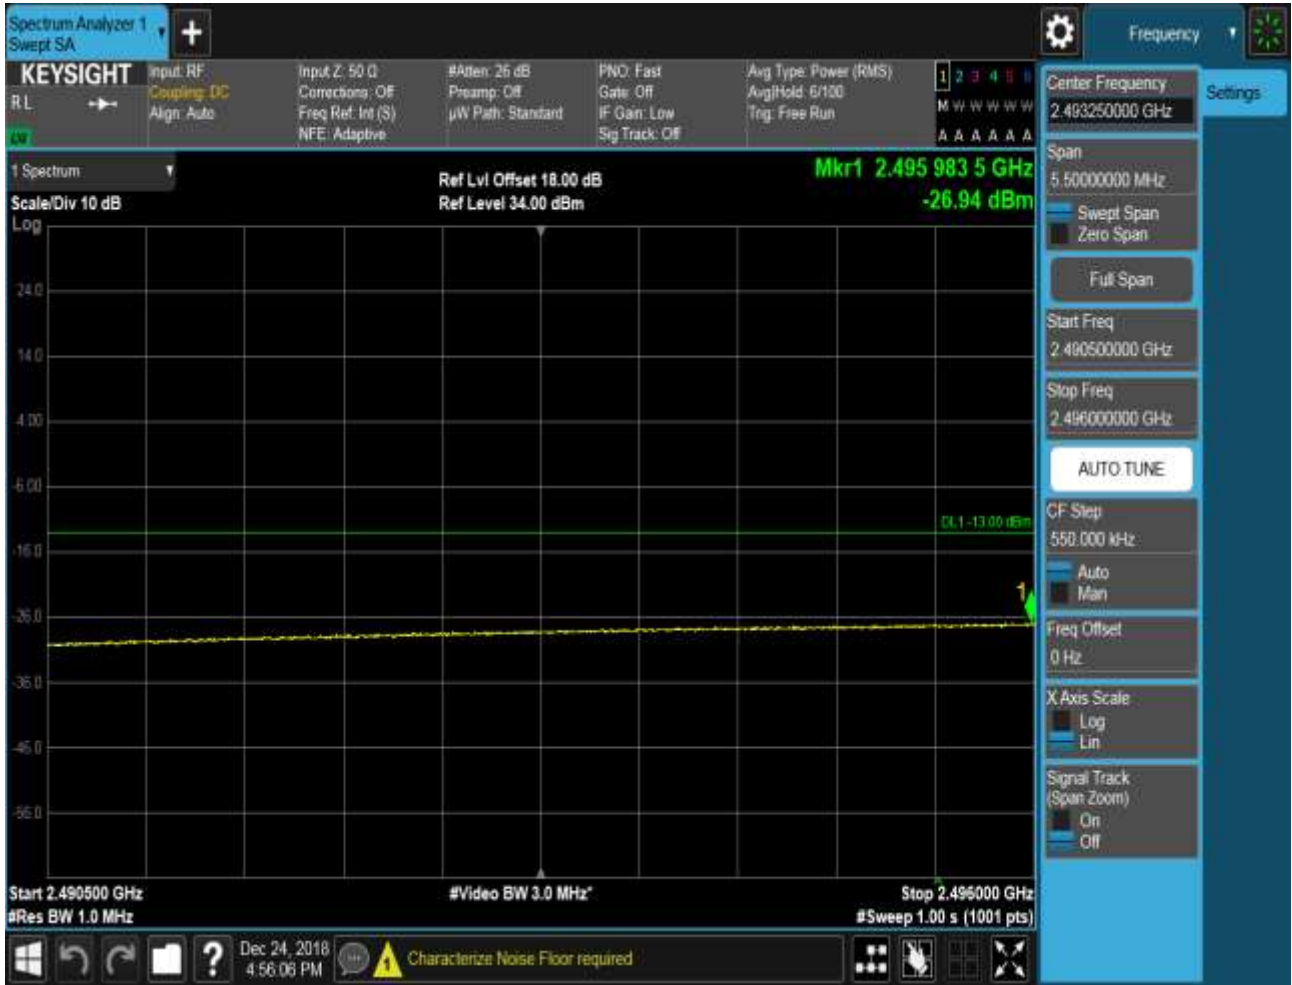 Spectrum Analyzer 1
Swept SA
Frequency
KEYSIGHT
R L
LW
Input: RF
Coupling: DC
Align: Auto
Input Z: 50 Ω
Corrections: Off
Freq Ref: Int (S)
NFE: Adaptive
#Atten: 26 dB
Preamp: Off
µW Path: Standard
PNO: Fast
Gate: Off
IF Gain: Low
Sig Track: Off
Avg Type: Power (RMS)
Avg|Hold: 6/100
Trig: Free Run
1 2 3 4 5 6
M W W W W W
A A A A A A
Center Frequency
2.493250000 GHz
Settings
1 Spectrum
Scale/Div 10 dB
Log
Ref Lvl Offset 18.00 dB
Ref Level 34.00 dBm
Mkr1 2.495 983 5 GHz
-26.94 dBm
24.0
14.0
4.00
-6.00
-16.0
-26.0
-36.0
-46.0
-56.0
DL1 -13.00 dBm
1
Start 2.490500 GHz
#Res BW 1.0 MHz
#Video BW 3.0 MHz*
Stop 2.496000 GHz
#Sweep 1.00 s (1001 pts)
Span
5.50000000 MHz
Swept Span
Zero Span
Full Span
Start Freq
2.490500000 GHz
Stop Freq
2.496000000 GHz
AUTO TUNE
CF Step
550.000 kHz
Auto
Man
Freq Offset
0 Hz
X Axis Scale
Log
Lin
Signal Track
(Span Zoom)
On
Off
?
Dec 24, 2018
4:56:06 PM
1
Characterize Noise Floor required